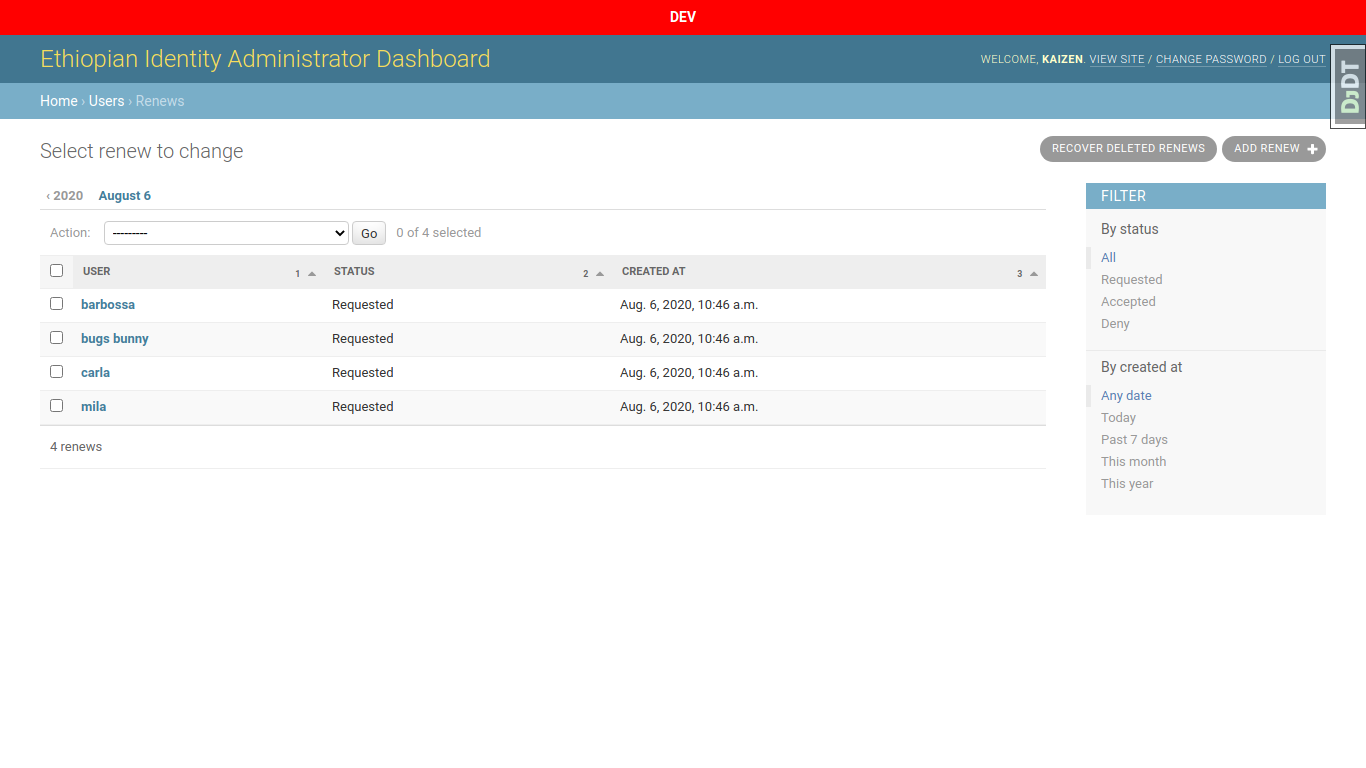 DEV
Ethiopian Identity Administrator Dashboard
WELCOME, KAIZEN. VIEW SITE / CHANGE PASSWORD / LOG OUT
DJDT
Home › Users › Renews
Select renew to change
RECOVER DELETED RENEWS
ADD RENEW +
‹ 2020 August 6
Action: --------- Go 0 of 4 selected
USER 1 STATUS 2 CREATED AT 3
barbossa Requested Aug. 6, 2020, 10:46 a.m.
bugs bunny Requested Aug. 6, 2020, 10:46 a.m.
carla Requested Aug. 6, 2020, 10:46 a.m.
mila Requested Aug. 6, 2020, 10:46 a.m.
4 renews
FILTER
By status
All
Requested
Accepted
Deny
By created at
Any date
Today
Past 7 days
This month
This year